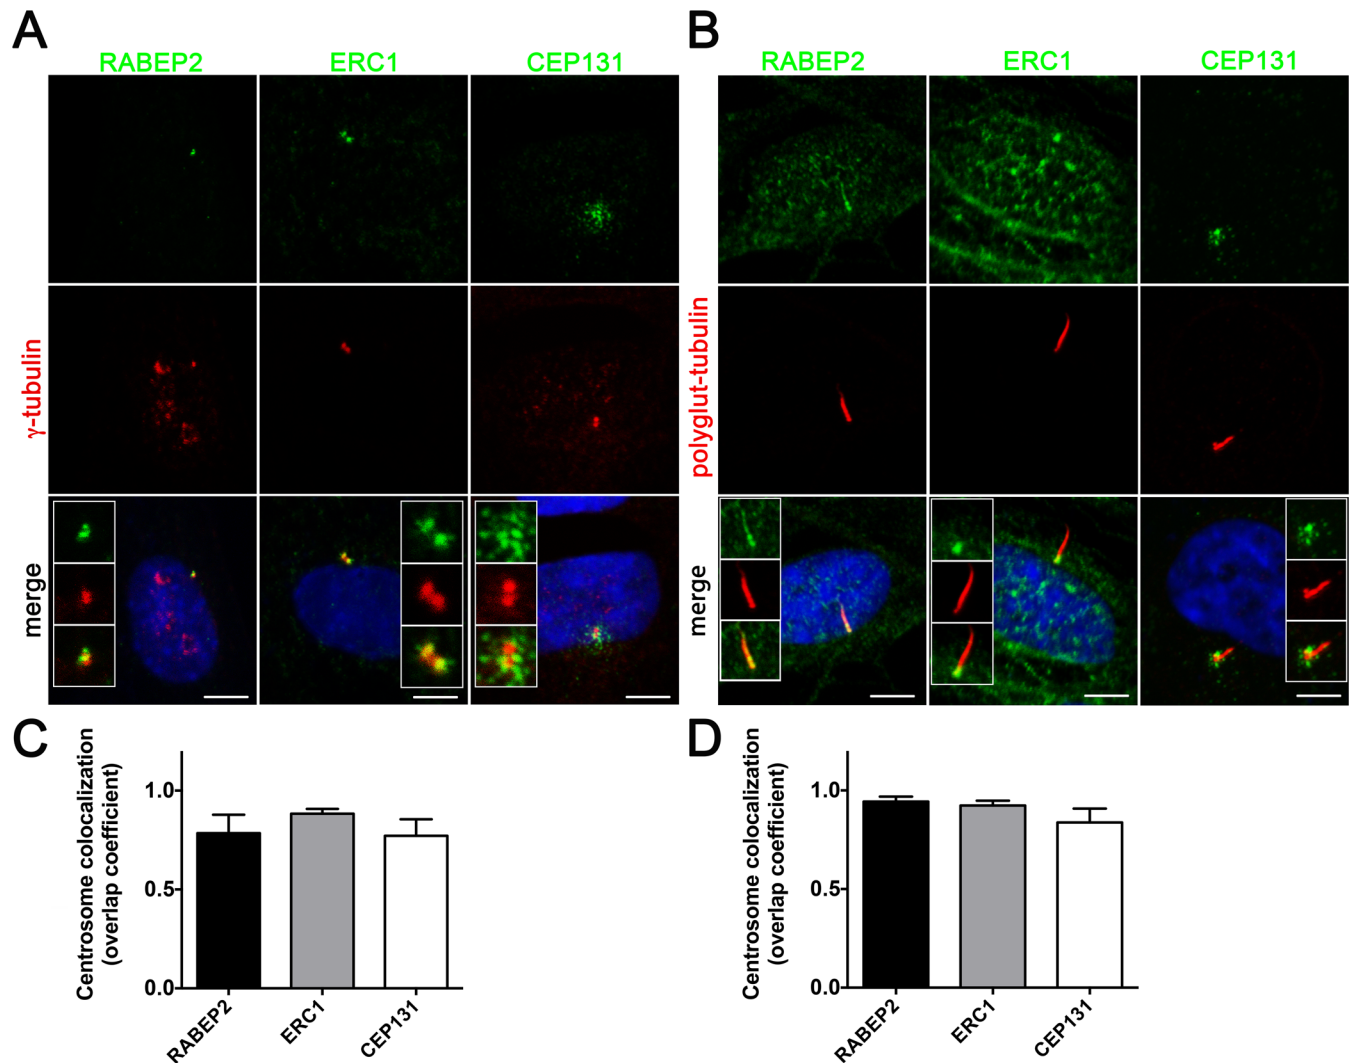 A
B
RABEP2
ERC1
CEP131
RABEP2
ERC1
CEP131
γ-tubulin
polyglut-tubulin
merge
merge
C
D
Centrosome colocalization
(overlap coefficient)
1.0
0.5
0.0
RABEP2
ERC1
CEP131
Centrosome colocalization
(overlap coefficient)
1.0
0.5
0.0
RABEP2
ERC1
CEP131